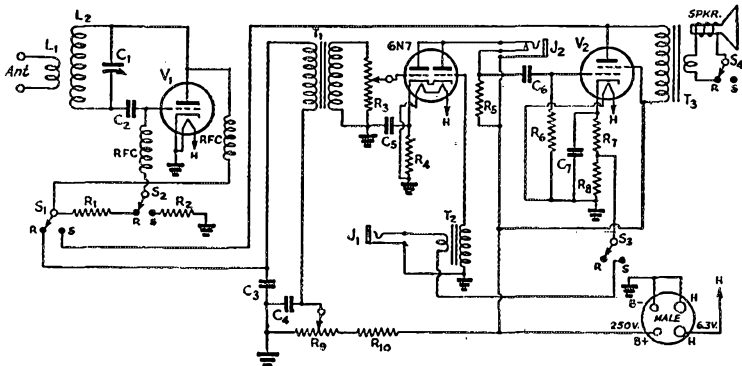 L2
L1
Ant
C1
V1
C2
H
RFC
RFC
S1
R1
S2
R2
R
S
R
S
T1
6N7
J2
V2
SPKR.
S4
R
S
T3
R3
C5
R4
H
R5
C6
R6
C7
R7
R8
H
J1
T2
S3
R
S
C3
C4
R9
R10
B-
H
MALE
250V.
B+
H
6.3V.
H